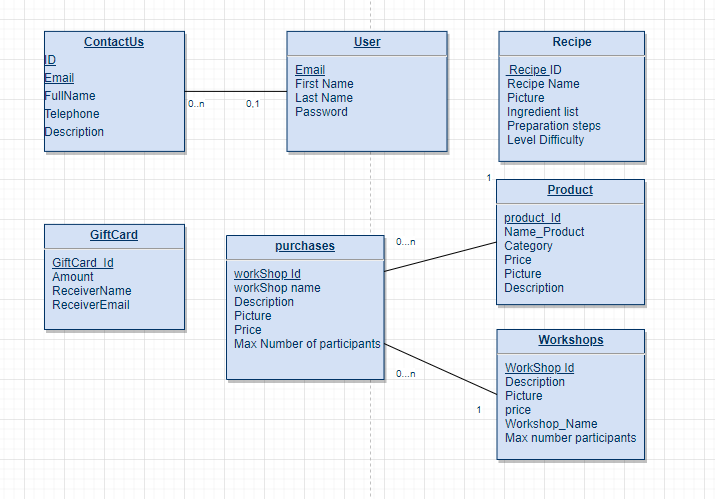 ContactUs
ID
Email
FullName
Telephone
Description
0..n
0,1
User
Email
First Name
Last Name
Password
Recipe
Recipe ID
Recipe Name
Picture
Ingredient list
Preparation steps
Level Difficulty
GiftCard
GiftCard_Id
Amount
ReceiverName
ReceiverEmail
purchases
workShop Id
workShop name
Description
Picture
Price
Max Number of participants
0...n
1
Product
product_Id
Name_Product
Category
Price
Picture
Description
0...n
1
Workshops
WorkShop Id
Description
Picture
price
Workshop_Name
Max number participants